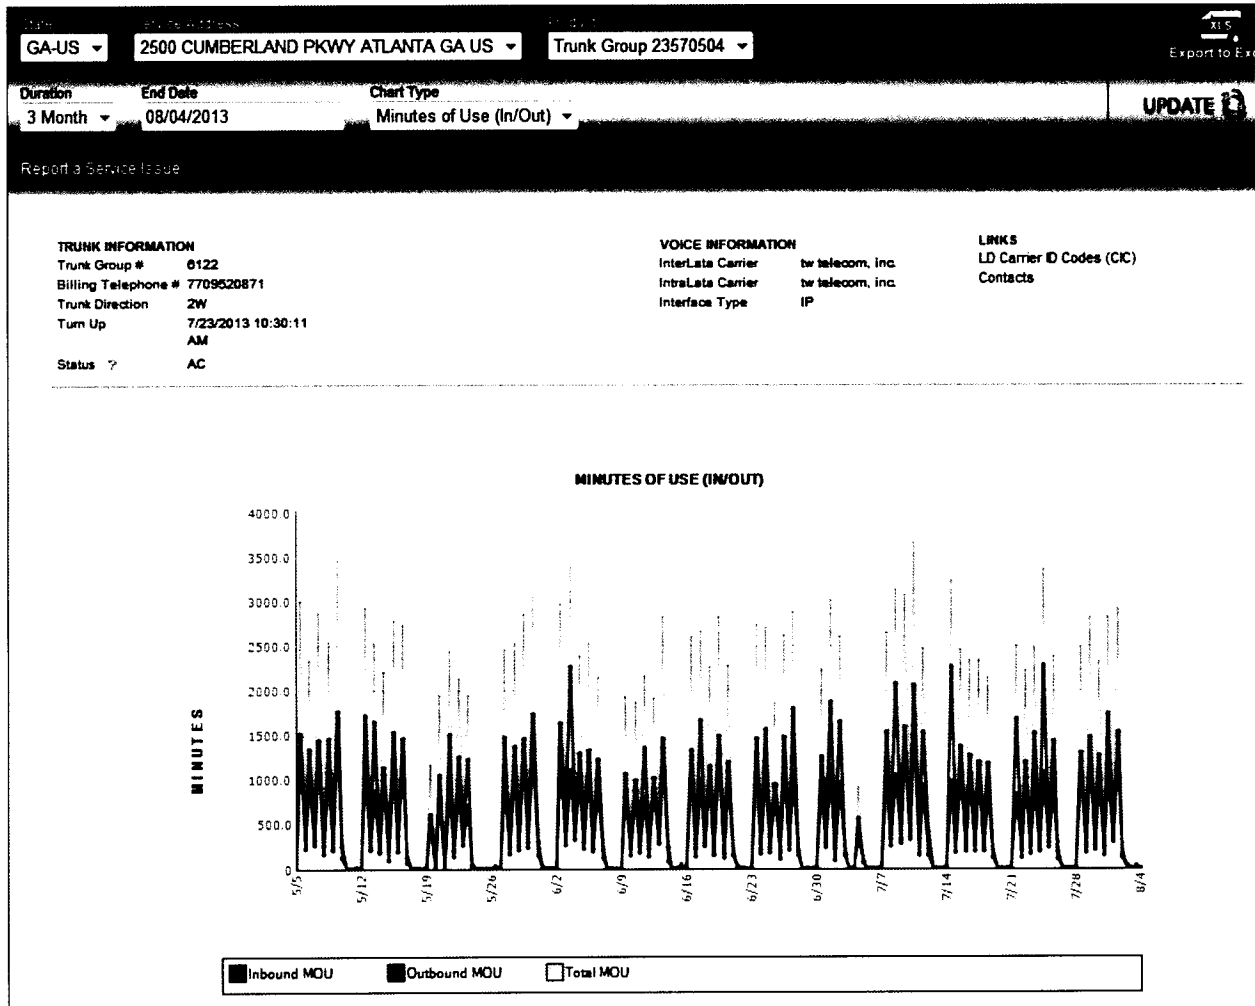 State Service Address Product
GA-US 2500 CUMBERLAND PKWY ATLANTA GA US Trunk Group 23570504
XLS
Export to Exc
Duration End Date Chart Type
3 Month 08/04/2013 Minutes of Use (In/Out) UPDATE
Report a Service Issue
TRUNK INFORMATION
Trunk Group # 6122
Billing Telephone # 7709520871
Trunk Direction 2W
Turn Up 7/23/2013 10:30:11
AM
Status ? AC
VOICE INFORMATION
InterLata Carrier tw telecom, inc.
IntraLata Carrier tw telecom, inc.
Interface Type IP
LINKS
LD Carrier ID Codes (CIC)
Contacts
MINUTES OF USE (IN/OUT)
4000.0
3500.0
3000.0
2500.0
2000.0
1500.0
1000.0
500.0
0
MINUTES
5/5 5/12 5/19 5/26 6/2 6/9 6/16 6/23 6/30 7/7 7/14 7/21 7/28 8/4
Inbound MOU Outbound MOU Total MOU